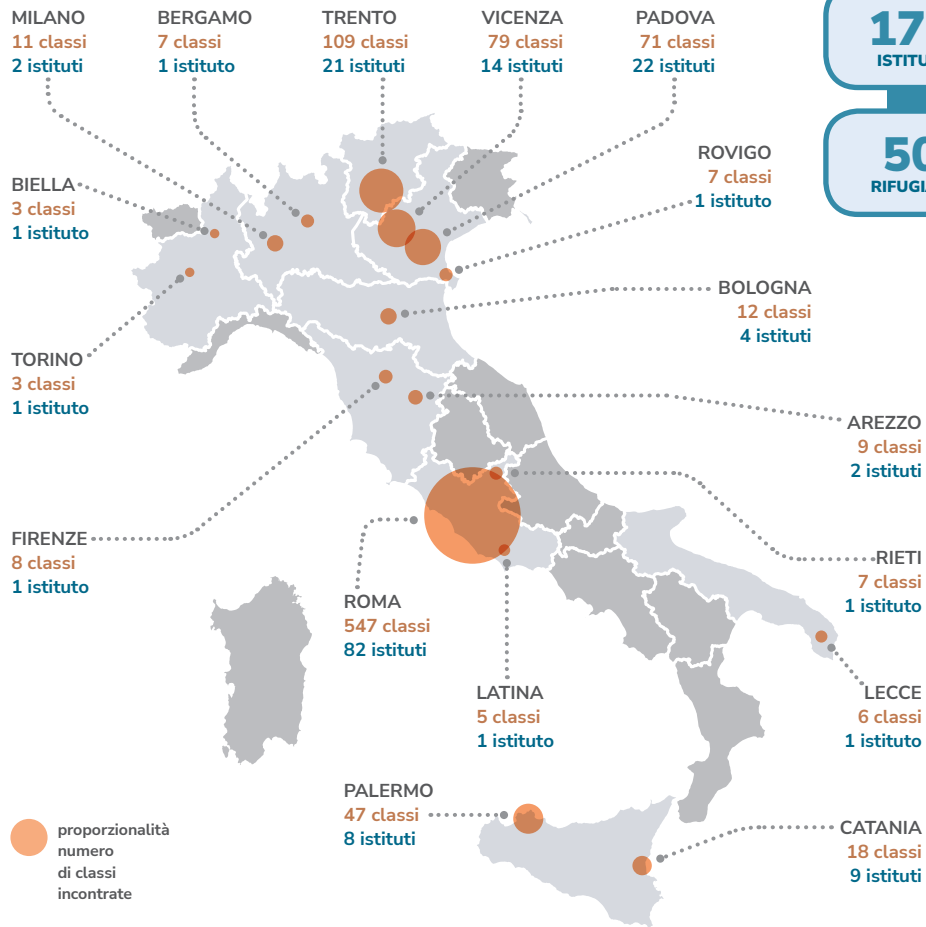 MILANO
11 classi
2 istituti
BERGAMO
7 classi
1 istituto
TRENTO
109 classi
21 istituti
VICENZA
79 classi
14 istituti
PADOVA
71 classi
22 istituti
ROVIGO
7 classi
1 istituto
BIELLA
3 classi
1 istituto
BOLOGNA
12 classi
4 istituti
TORINO
3 classi
1 istituto
AREZZO
9 classi
2 istituti
FIRENZE
8 classi
1 istituto
RIETI
7 classi
1 istituto
ROMA
547 classi
82 istituti
LATINA
5 classi
1 istituto
LECCE
6 classi
1 istituto
PALERMO
47 classi
8 istituti
CATANIA
18 classi
9 istituti
proporzionalità
numero
di classi
incontrate